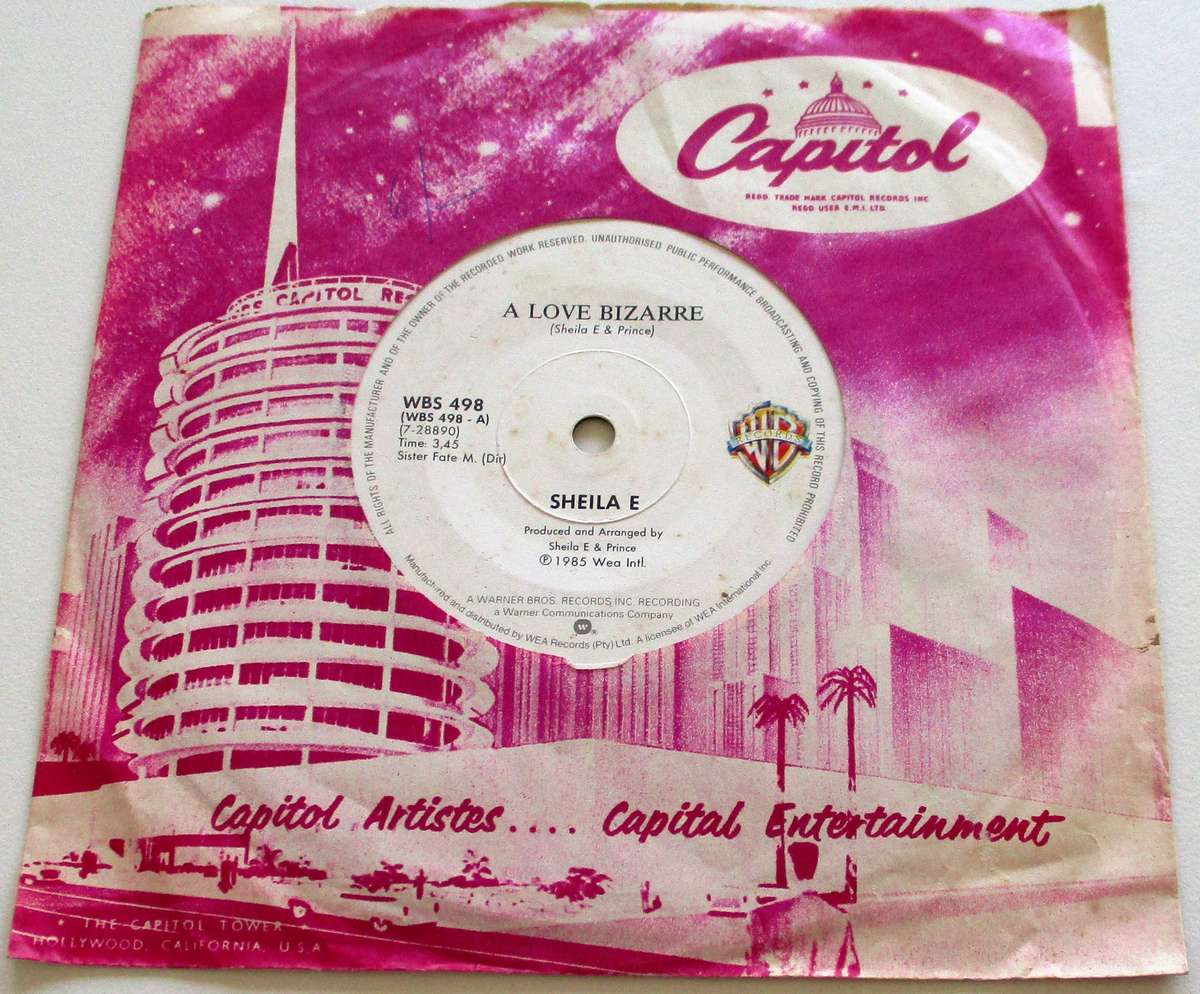 Capitol
REGD. TRADE MARK CAPITOL RECORDS INC
REGD. USER E.M.I. LTD.
CAPITOL RE
ALL RIGHTS OF THE MANUFACTURER AND OF THE OWNER OF THE RECORDED WORK RESERVED. UNAUTHORISED PUBLIC PERFORMANCE BROADCASTING AND COPYING OF THIS RECORD PROHIBITED
A LOVE BIZARRE
(Sheila E & Prince)
WBS 498
(WBS 498 - A)
(7-28890)
Time: 3,45
Sister Fate M. (Dir)
WB
RECORDS
SHEILA E
Produced and Arranged by
Sheila E & Prince
℗ 1985 Wea Intl.
A WARNER BROS. RECORDS INC. RECORDING
a Warner Communications Company
W ®
Manufactured and distributed by WEA Records (Pty) Ltd. A licensee of WEA International Inc.
Capitol Artistes.... Capital Entertainment
* THE CAPITOL TOWER *
HOLLYWOOD, CALIFORNIA, U.S.A